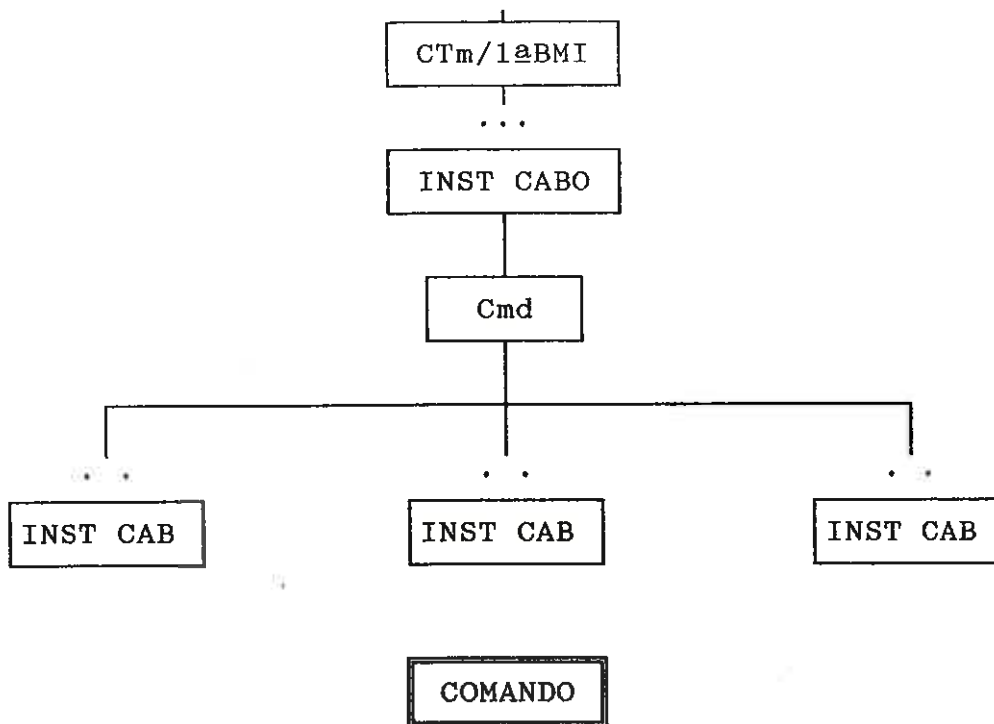 CTm/1ªBMI
...
INST CABO
Cmd
.. .. ..
INST CAB INST CAB INST CAB
COMANDO